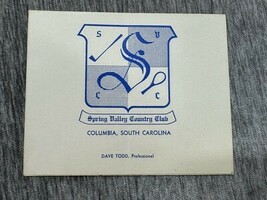 S V
S
C C
Spring Valley Country Club
COLUMBIA, SOUTH CAROLINA
DAVE TODD, Professional